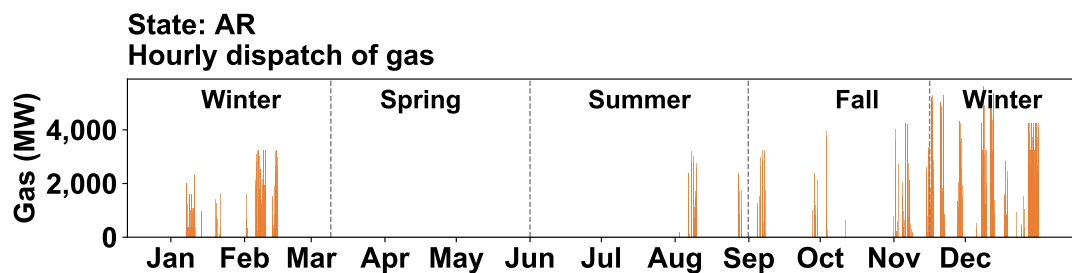 State: AR
Hourly dispatch of gas
Winter Spring Summer Fall Winter
Gas (MW)
4,000
2,000
0
Jan Feb Mar Apr May Jun Jul Aug Sep Oct Nov Dec